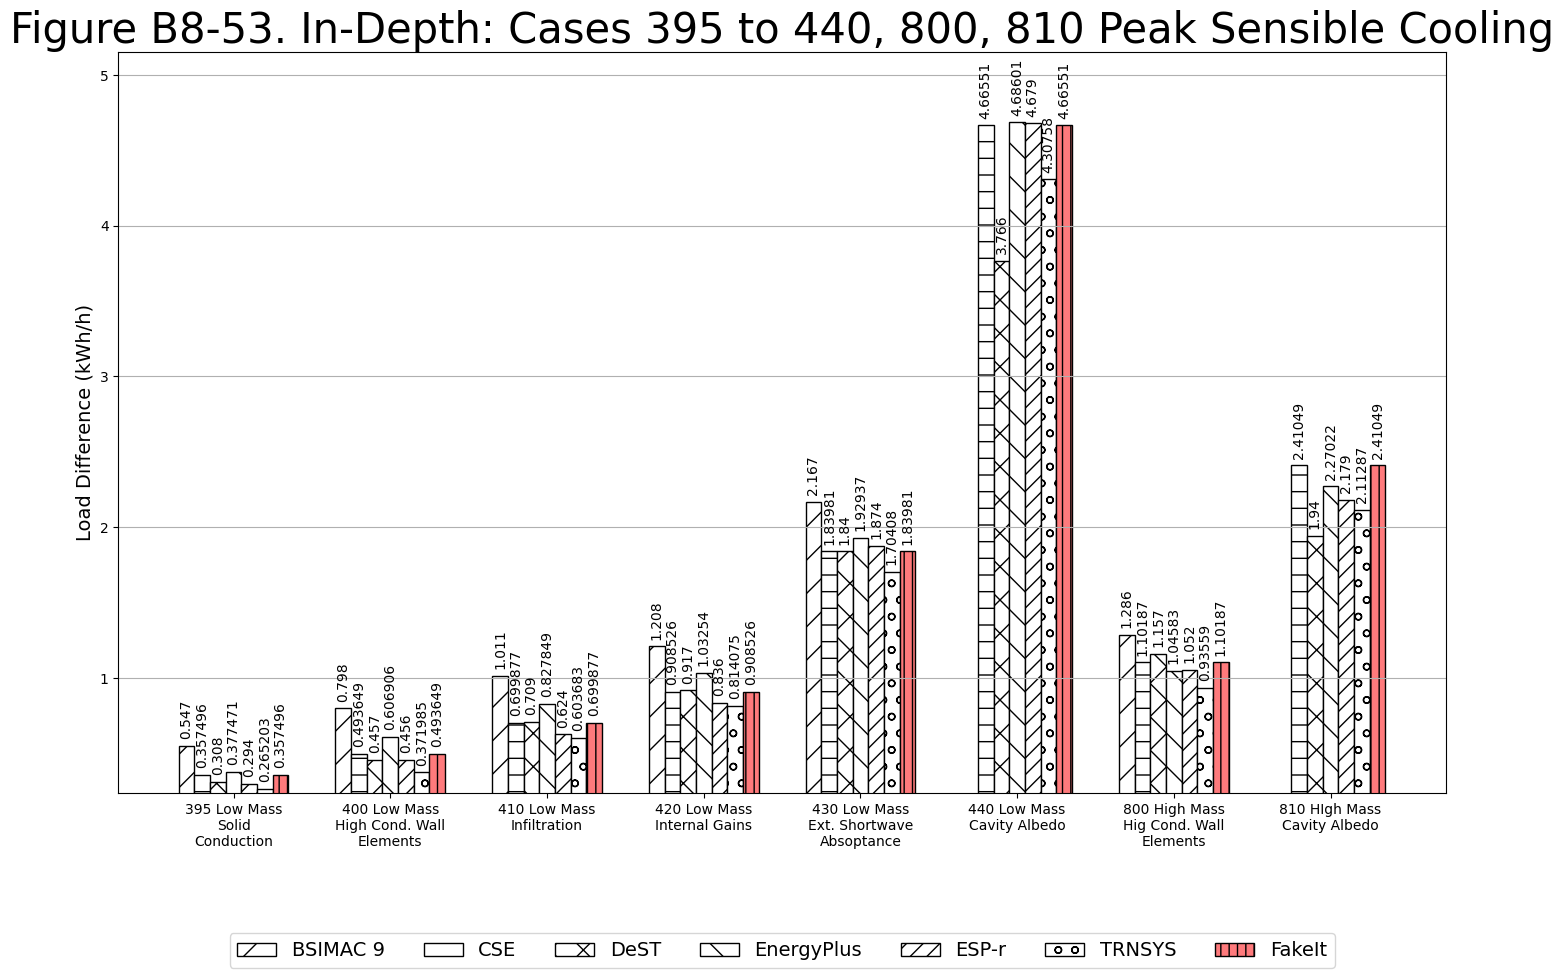 Figure B8-53. In-Depth: Cases 395 to 440, 800, 810 Peak Sensible Cooling
Load Difference (kWh/h)
5
4
3
2
1
0.547
0.357496
0.308
0.377471
0.294
0.265203
0.357496
0.798
0.493649
0.457
0.606906
0.456
0.371985
0.493649
1.011
0.699877
0.709
0.827849
0.624
0.603683
0.699877
1.208
0.908526
0.917
1.03254
0.836
0.814075
0.908526
2.167
1.83981
1.84
1.92937
1.874
1.70408
1.83981
4.66551
3.766
4.68601
4.679
4.30758
4.66551
1.286
1.10187
1.157
1.04583
1.052
0.93559
1.10187
2.41049
1.94
2.27022
2.179
2.11287
2.41049
395 Low Mass
Solid
Conduction
400 Low Mass
High Cond. Wall
Elements
410 Low Mass
Infiltration
420 Low Mass
Internal Gains
430 Low Mass
Ext. Shortwave
Absoptance
440 Low Mass
Cavity Albedo
800 High Mass
Hig Cond. Wall
Elements
810 HIgh Mass
Cavity Albedo
BSIMAC 9
CSE
DeST
EnergyPlus
ESP-r
TRNSYS
FakeIt